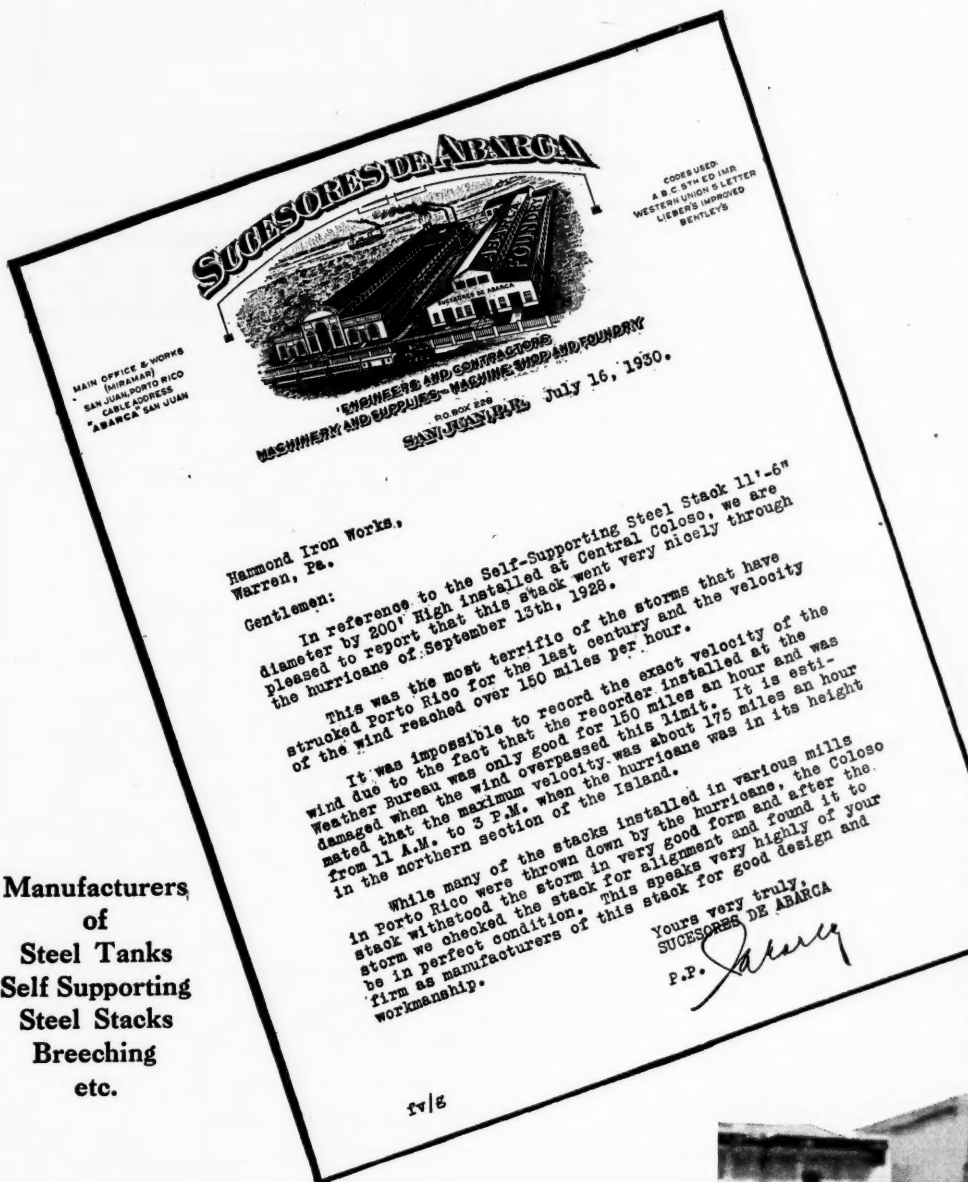 SUCESORES DE ABARCA
ABARCA
FOUNDRY
SUCESORES DE ABARCA
CODES USED:
A.B.C. 5TH ED IMP.
WESTERN UNION 5 LETTER
LIEBER'S IMPROVED
BENTLEY'S
MAIN OFFICE & WORKS
(MIRAMAR)
SAN JUAN, PORTO RICO
CABLE ADDRESS
"ABARCA" SAN JUAN
ENGINEERS AND CONTRACTORS
MACHINERY AND SUPPLIES - MACHINE SHOP AND FOUNDRY
P.O. BOX 226
SAN JUAN, P.R. July 16, 1930.
Hammond Iron Works,
Warren, Pa.
Gentlemen:
In reference to the Self-Supporting Steel Stack 11'-6"
diameter by 200' High installed at Central Coloso, we are
pleased to report that this stack went very nicely through
the hurricane of September 13th, 1928.
This was the most terrific of the storms that have
strucked Porto Rico for the last century and the velocity
of the wind reached over 150 miles per hour.
It was impossible to record the exact velocity of the
wind due to the fact that the recorder installed at the
Weather Bureau was only good for 150 miles an hour and was
damaged when the wind overpassed this limit. It is esti-
mated that the maximum velocity was about 175 miles an hour
from 11 A.M. to 3 P.M. when the hurricane was in its height
in the northern section of the Island.
While many of the stacks installed in various mills
in Porto Rico were thrown down by the hurricane, the Coloso
stack withstood the storm in very good form and after the
storm we checked the stack for alignment and found it to
be in perfect condition. This speaks very highly of your
firm as manufacturers of this stack for good design and
workmanship.
Yours very truly,
SUCESORES DE ABARCA
P.P.
fv/g
Manufacturers
of
Steel Tanks
Self Supporting
Steel Stacks
Breeching
etc.